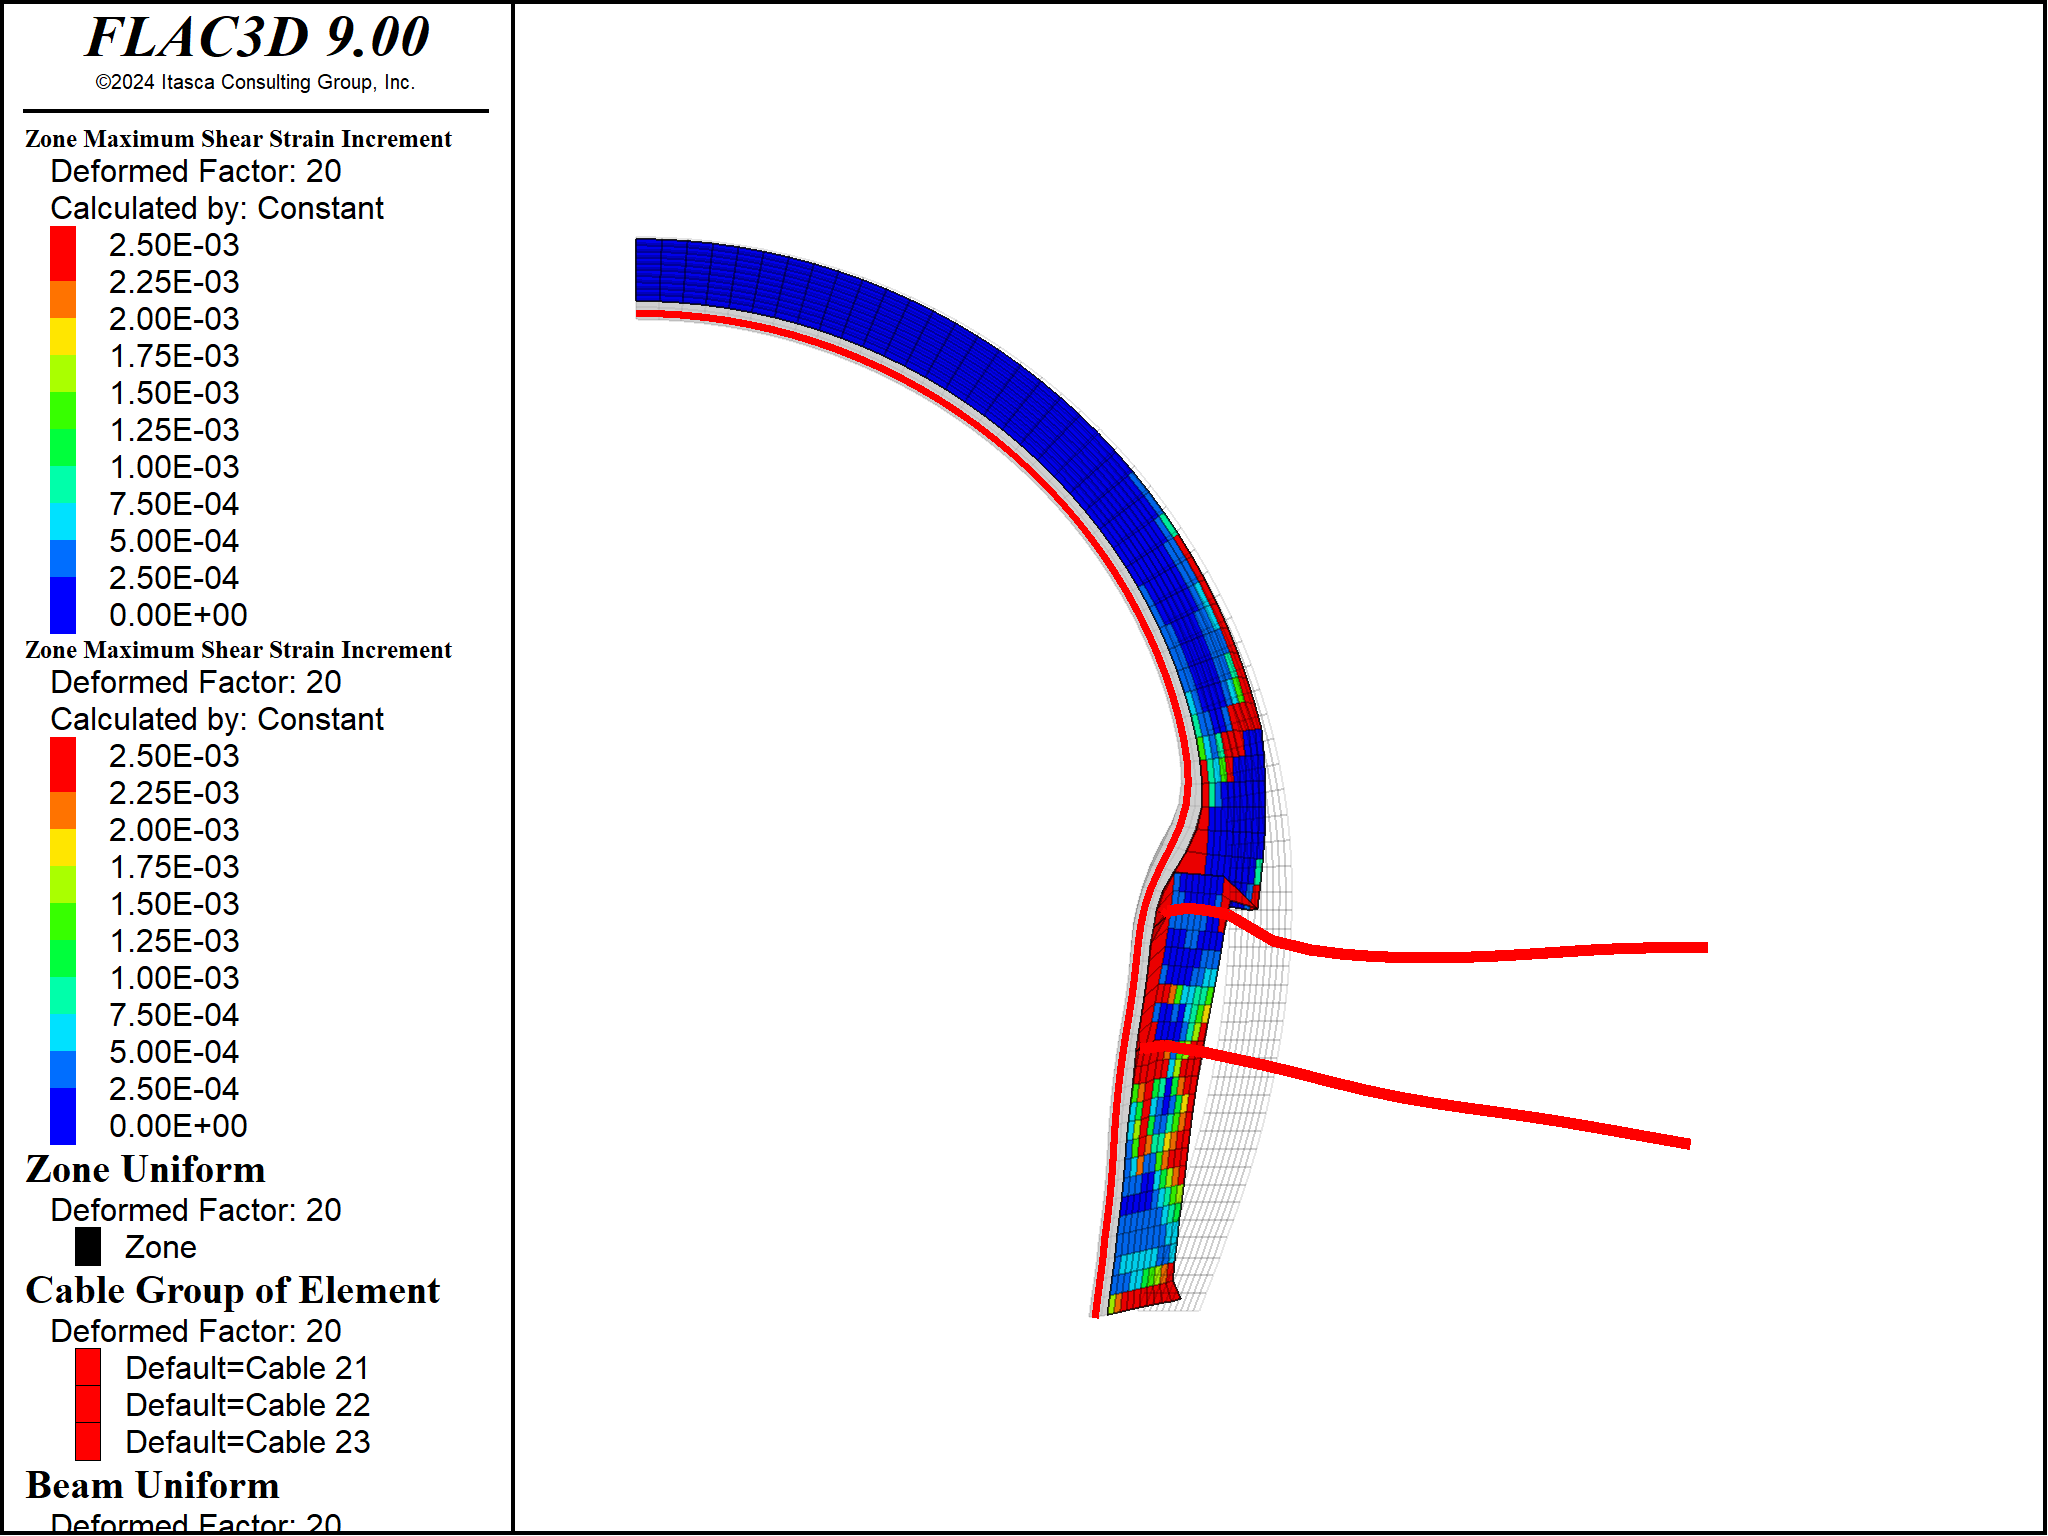 FLAC3D 9.00
©2024 Itasca Consulting Group, Inc.
Zone Maximum Shear Strain Increment
Deformed Factor: 20
Calculated by: Constant
2.50E-03
2.25E-03
2.00E-03
1.75E-03
1.50E-03
1.25E-03
1.00E-03
7.50E-04
5.00E-04
2.50E-04
0.00E+00
Zone Maximum Shear Strain Increment
Deformed Factor: 20
Calculated by: Constant
2.50E-03
2.25E-03
2.00E-03
1.75E-03
1.50E-03
1.25E-03
1.00E-03
7.50E-04
5.00E-04
2.50E-04
0.00E+00
Zone Uniform
Deformed Factor: 20
Zone
Cable Group of Element
Deformed Factor: 20
Default=Cable 21
Default=Cable 22
Default=Cable 23
Beam Uniform
Deformed Factor: 20